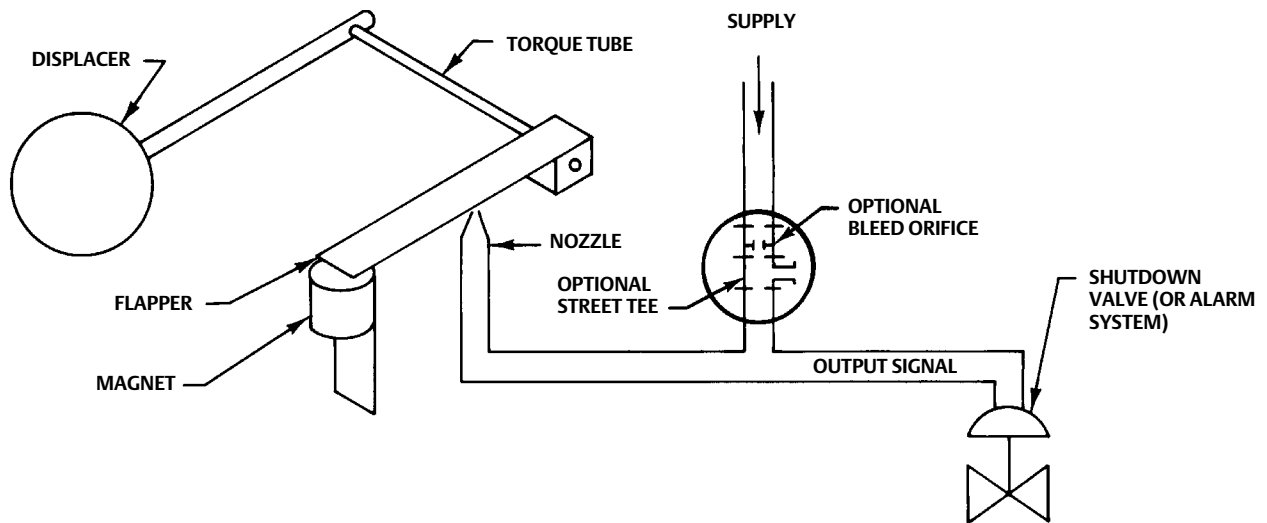 SUPPLY
DISPLACER
TORQUE TUBE
OPTIONAL
BLEED ORIFICE
NOZZLE
OPTIONAL
STREET TEE
SHUTDOWN
VALVE (OR ALARM
SYSTEM)
FLAPPER
MAGNET
OUTPUT SIGNAL